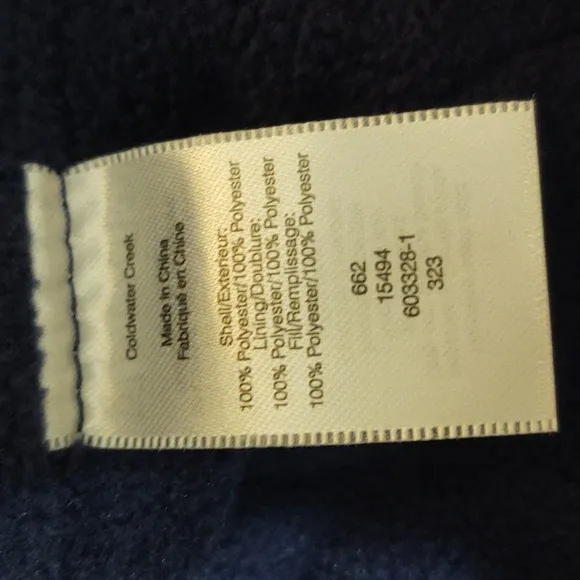 Coldwater Creek
Made In China
Fabriqué en Chine
Shell/Exterieur:
100% Polyester/100% Polyester
Lining/Doublure:
100% Polyester/100% Polyester
Fill/Remplissage:
100% Polyester/100% Polyester
662
15494
603328-1
323